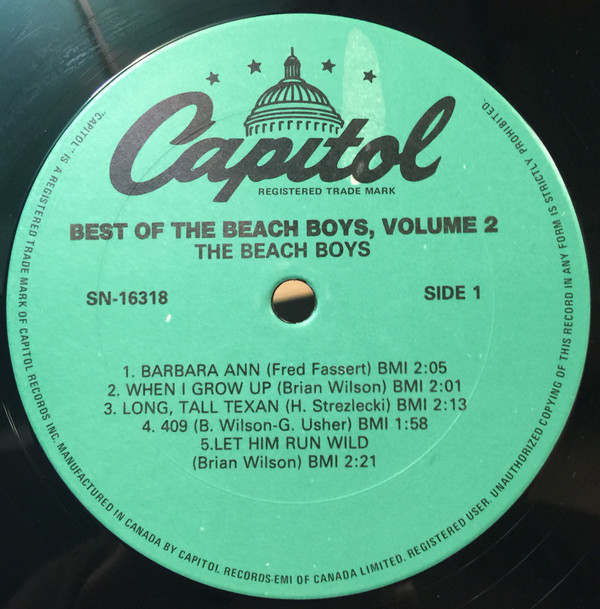 Capitol
REGISTERED TRADE MARK
BEST OF THE BEACH BOYS, VOLUME 2
THE BEACH BOYS
SN-16318
SIDE 1
1. BARBARA ANN (Fred Fassert) BMI 2:05
2. WHEN I GROW UP (Brian Wilson) BMI 2:01
3. LONG, TALL TEXAN (H. Strezlecki) BMI 2:13
4. 409 (B. Wilson-G. Usher) BMI 1:58
5.LET HIM RUN WILD
(Brian Wilson) BMI 2:21
"CAPITOL" IS A REGISTERED TRADE MARK OF CAPITOL RECORDS INC. MANUFACTURED IN CANADA BY CAPITOL RECORDS-EMI OF CANADA LIMITED. REGISTERED USER. UNAUTHORIZED COPYING OF THIS RECORD IN ANY FORM IS STRICTLY PROHIBITED.